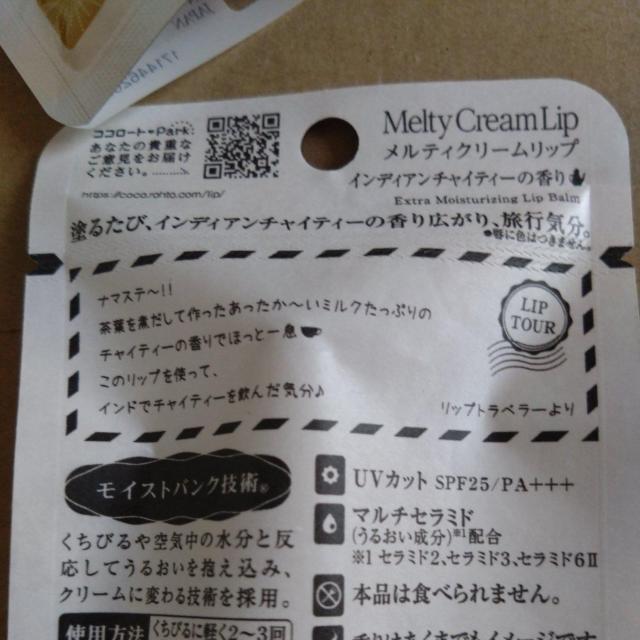 JAPAN
ココロート♥Park
あなたの貴重な
ご意見をお届け
ください。
https://coco.rohto.com/lip/
Melty Cream Lip
メルティクリームリップ
インディアンチャイティーの香り
Extra Moisturizing Lip Balm
塗るたび、インディアンチャイティーの香り広がり、旅行気分。
●唇に色はつきません。
ナマステ〜!!
茶葉を煮だして作ったあったか〜いミルクたっぷりの
チャイティーの香りでほっと一息
このリップを使って、
インドでチャイティーを飲んだ気分♪
リップトラベラーより
LIP
TOUR
モイストバンク技術®
くちびるや空気中の水分と反
応してうるおいを抱え込み、
クリームに変わる技術を採用。
使用方法 くちびるに軽く2〜3回
UVカット SPF25/PA+++
マルチセラミド
(うるおい成分)※1配合
※1 セラミド2、セラミド3、セラミド6Ⅱ
本品は食べられません。
香りはあくまでもイメージです